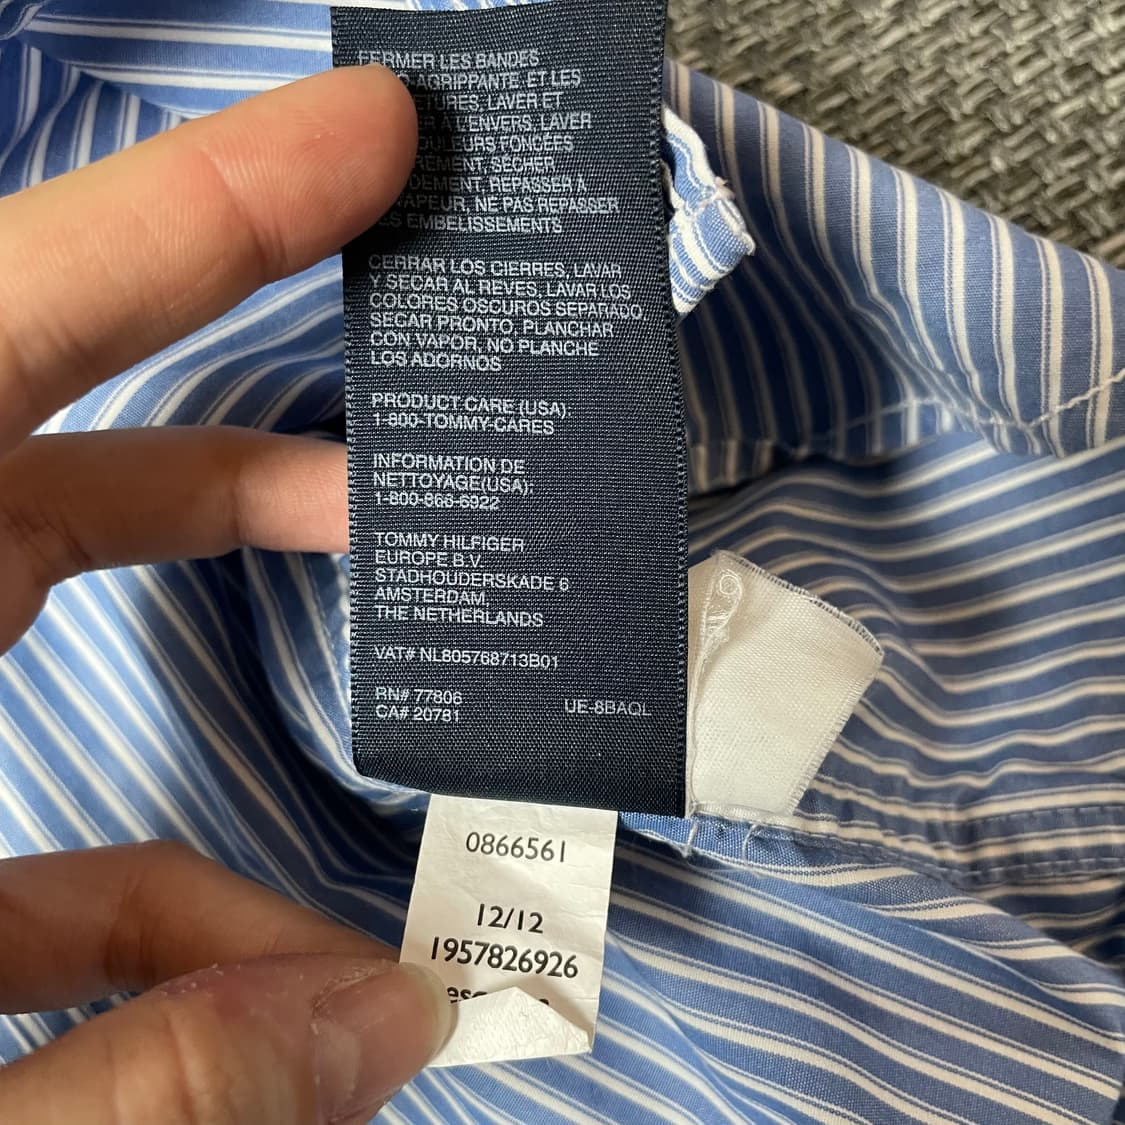 FERMER LES BANDES
AGRIPPANTE, ET LES
LAVER ET
À L'ENVERS, LAVER
FONCÉES
SÉCHER
REPASSER À
VAPEUR, NE PAS REPASSER
EMBELISSEMENTS
CERRAR LOS CIERRES, LAVAR
Y SECAR AL REVES, LAVAR LOS
COLORES OSCUROS SEPARADO,
SECAR PRONTO, PLANCHAR
CON VAPOR, NO PLANCHE
LOS ADORNOS
PRODUCT CARE (USA).
1-800-TOMMY-CARES
INFORMATION DE
NETTOYAGE(USA).
1-800-866-6922
TOMMY HILFIGER
EUROPE B.V.
STADHOUDERSKADE 6
AMSTERDAM
THE NETHERLANDS
VAT# NL805768713B01
RN# 77806
CA# 20781 UE-8BAQL
0866561
12/12
1957826926